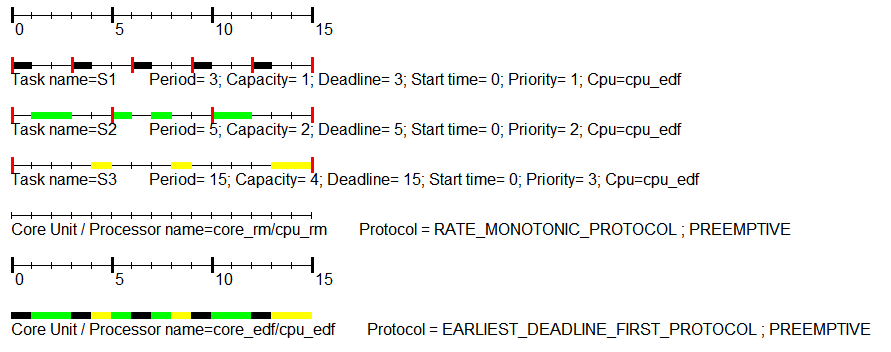 0 5 10 15
Task name=S1 Period= 3; Capacity= 1; Deadline= 3; Start time= 0; Priority= 1; Cpu=cpu_edf
Task name=S2 Period= 5; Capacity= 2; Deadline= 5; Start time= 0; Priority= 2; Cpu=cpu_edf
Task name=S3 Period= 15; Capacity= 4; Deadline= 15; Start time= 0; Priority= 3; Cpu=cpu_edf
Core Unit / Processor name=core_rm/cpu_rm Protocol = RATE_MONOTONIC_PROTOCOL ; PREEMPTIVE
0 5 10 15
Core Unit / Processor name=core_edf/cpu_edf Protocol = EARLIEST_DEADLINE_FIRST_PROTOCOL ; PREEMPTIVE